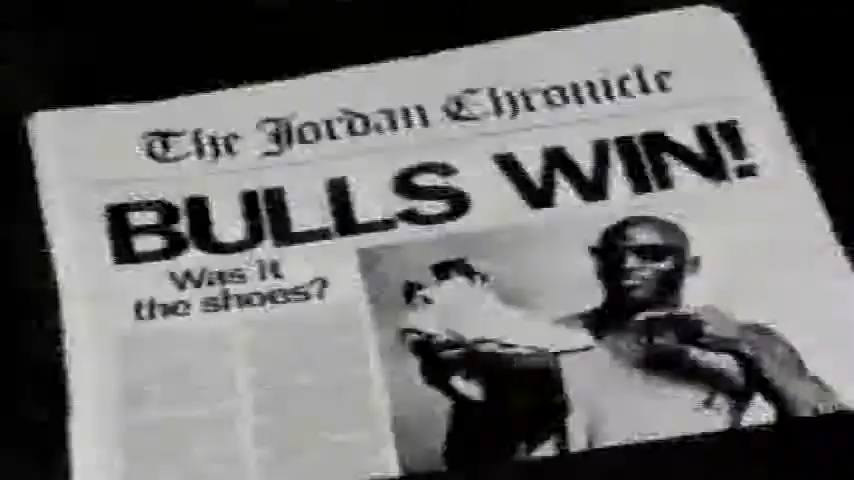 The Jordan Chronicle
BULLS WIN!
Was it
the shoes?